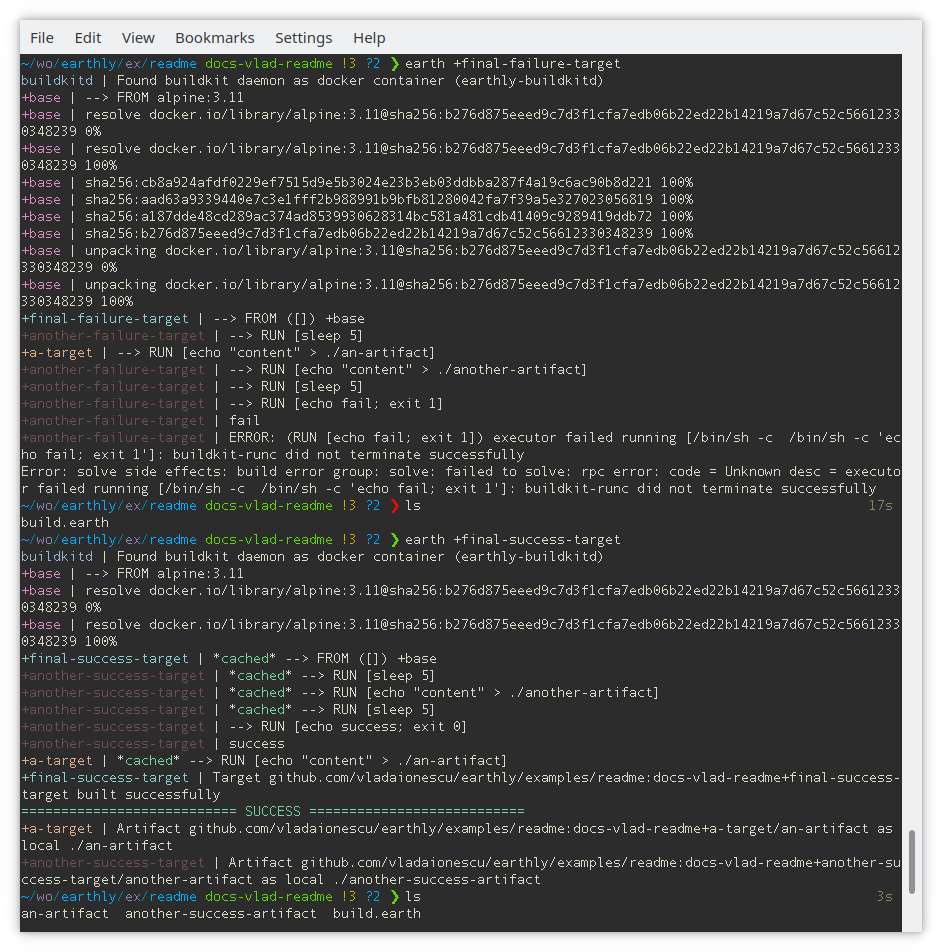 File Edit View Bookmarks Settings Help
~/wo/earthly/ex/readme docs-vlad-readme !3 ?2 ❯ earth +final-failure-target
buildkitd | Found buildkit daemon as docker container (earthly-buildkitd)
+base | --> FROM alpine:3.11
+base | resolve docker.io/library/alpine:3.11@sha256:b276d875eeed9c7d3f1cfa7edb06b22ed22b14219a7d67c52c5661233
0348239 0%
+base | resolve docker.io/library/alpine:3.11@sha256:b276d875eeed9c7d3f1cfa7edb06b22ed22b14219a7d67c52c5661233
0348239 100%
+base | sha256:cb8a924afdf0229ef7515d9e5b3024e23b3eb03ddbba287f4a19c6ac90b8d221 100%
+base | sha256:aad63a9339440e7c3e1fff2b988991b9bfb81280042fa7f39a5e327023056819 100%
+base | sha256:a187dde48cd289ac374ad8539930628314bc581a481cdb41409c9289419ddb72 100%
+base | sha256:b276d875eeed9c7d3f1cfa7edb06b22ed22b14219a7d67c52c56612330348239 100%
+base | unpacking docker.io/library/alpine:3.11@sha256:b276d875eeed9c7d3f1cfa7edb06b22ed22b14219a7d67c52c56612
330348239 0%
+base | unpacking docker.io/library/alpine:3.11@sha256:b276d875eeed9c7d3f1cfa7edb06b22ed22b14219a7d67c52c56612
330348239 100%
+final-failure-target | --> FROM ([]) +base
+another-failure-target | --> RUN [sleep 5]
+a-target | --> RUN [echo "content" > ./an-artifact]
+another-failure-target | --> RUN [echo "content" > ./another-artifact]
+another-failure-target | --> RUN [sleep 5]
+another-failure-target | --> RUN [echo fail; exit 1]
+another-failure-target | fail
+another-failure-target | ERROR: (RUN [echo fail; exit 1]) executor failed running [/bin/sh -c  /bin/sh -c 'ec
ho fail; exit 1']: buildkit-runc did not terminate successfully
Error: solve side effects: build error group: solve: failed to solve: rpc error: code = Unknown desc = executo
r failed running [/bin/sh -c  /bin/sh -c 'echo fail; exit 1']: buildkit-runc did not terminate successfully
~/wo/earthly/ex/readme docs-vlad-readme !3 ?2 ❯ ls 17s
build.earth
~/wo/earthly/ex/readme docs-vlad-readme !3 ?2 ❯ earth +final-success-target
buildkitd | Found buildkit daemon as docker container (earthly-buildkitd)
+base | --> FROM alpine:3.11
+base | resolve docker.io/library/alpine:3.11@sha256:b276d875eeed9c7d3f1cfa7edb06b22ed22b14219a7d67c52c5661233
0348239 0%
+base | resolve docker.io/library/alpine:3.11@sha256:b276d875eeed9c7d3f1cfa7edb06b22ed22b14219a7d67c52c5661233
0348239 100%
+final-success-target | *cached* --> FROM ([]) +base
+another-success-target | *cached* --> RUN [sleep 5]
+another-success-target | *cached* --> RUN [echo "content" > ./another-artifact]
+another-success-target | *cached* --> RUN [sleep 5]
+another-success-target | --> RUN [echo success; exit 0]
+another-success-target | success
+a-target | *cached* --> RUN [echo "content" > ./an-artifact]
+final-success-target | Target github.com/vladaionescu/earthly/examples/readme:docs-vlad-readme+final-success-
target built successfully
=========================== SUCCESS ===========================
+a-target | Artifact github.com/vladaionescu/earthly/examples/readme:docs-vlad-readme+a-target/an-artifact as
local ./an-artifact
+another-success-target | Artifact github.com/vladaionescu/earthly/examples/readme:docs-vlad-readme+another-su
ccess-target/another-artifact as local ./another-success-artifact
~/wo/earthly/ex/readme docs-vlad-readme !3 ?2 ❯ ls 3s
an-artifact  another-success-artifact  build.earth